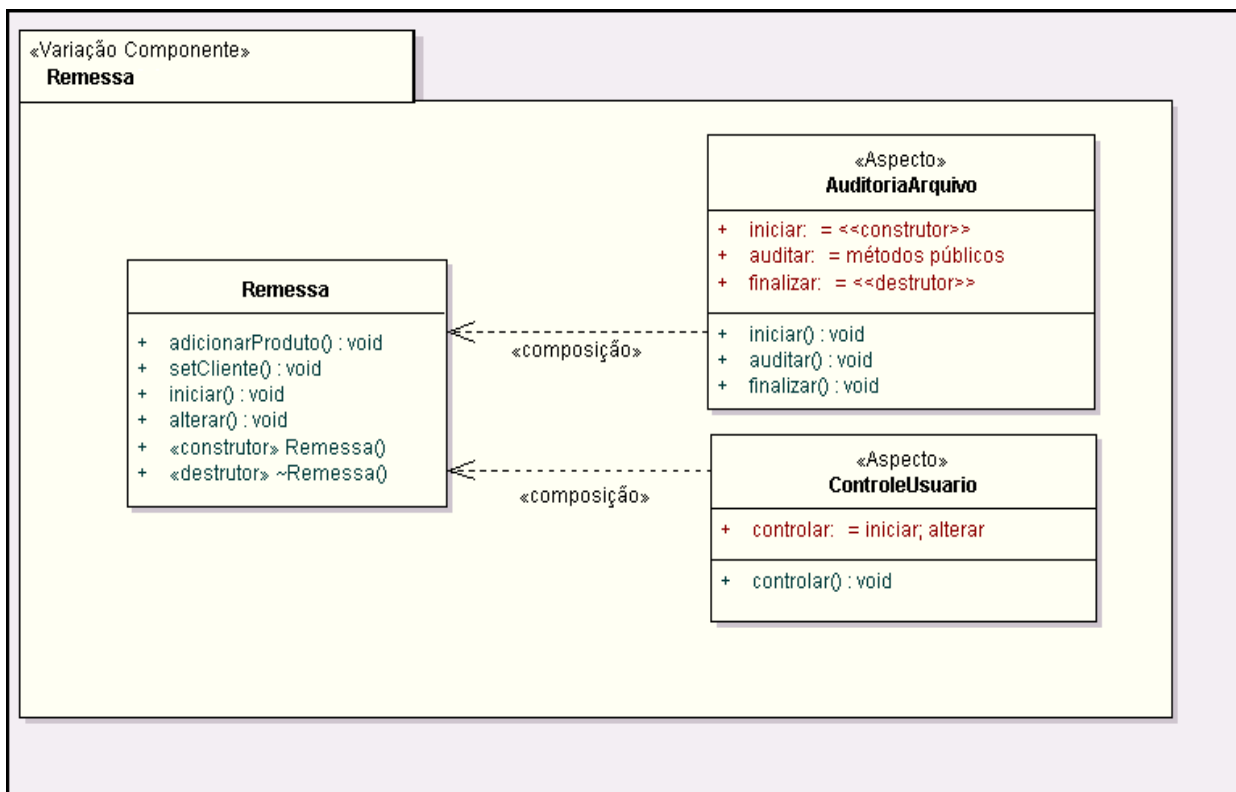 «Variação Componente»
Remessa
«Aspecto»
AuditoriaArquivo
+ iniciar: = <<construtor>>
+ auditar: = métodos públicos
+ finalizar: = <<destrutor>>
+ iniciar() : void
+ auditar() : void
+ finalizar() : void
Remessa
+ adicionarProduto() : void
+ setCliente() : void
+ iniciar() : void
+ alterar() : void
+ «construtor» Remessa()
+ «destrutor» ~Remessa()
«composição»
«composição»
«Aspecto»
ControleUsuario
+ controlar: = iniciar; alterar
+ controlar() : void